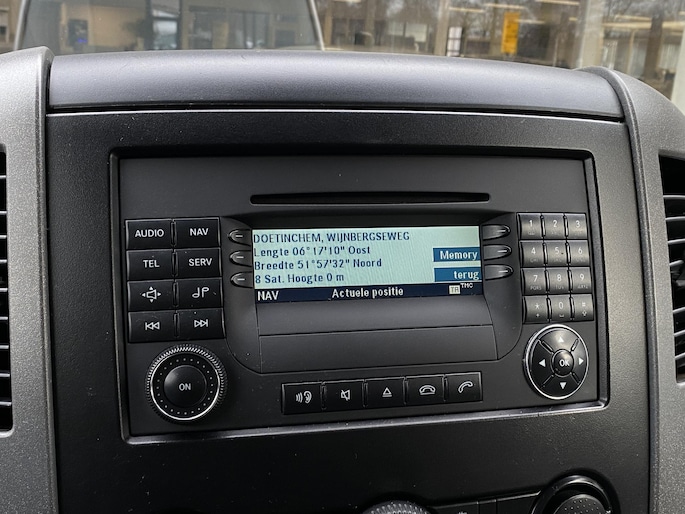 DOETINCHEM, WIJNBERGSEWEG
Lengte 06°17'10" Oost
Breedte 51°57'32" Noord
Memory
8 Sat. Hoogte 0 m
terug
NAV
Actuele positie
TR TMC
AUDIO NAV
TEL SERV
ON
1 2 3
4 5 6
7 8 9
* 0 #
OK